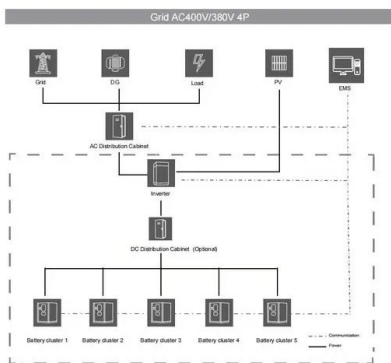 Grid AC400V/380V 4P
Grid
DG
Load
PV
EMS
AC Distribution Cabinet
Inverter
DC Distribution Cabinet (Optional)
Battery cluster 1
Battery cluster 2
Battery cluster 3
Battery cluster 4
Battery cluster 5
Communication
Power